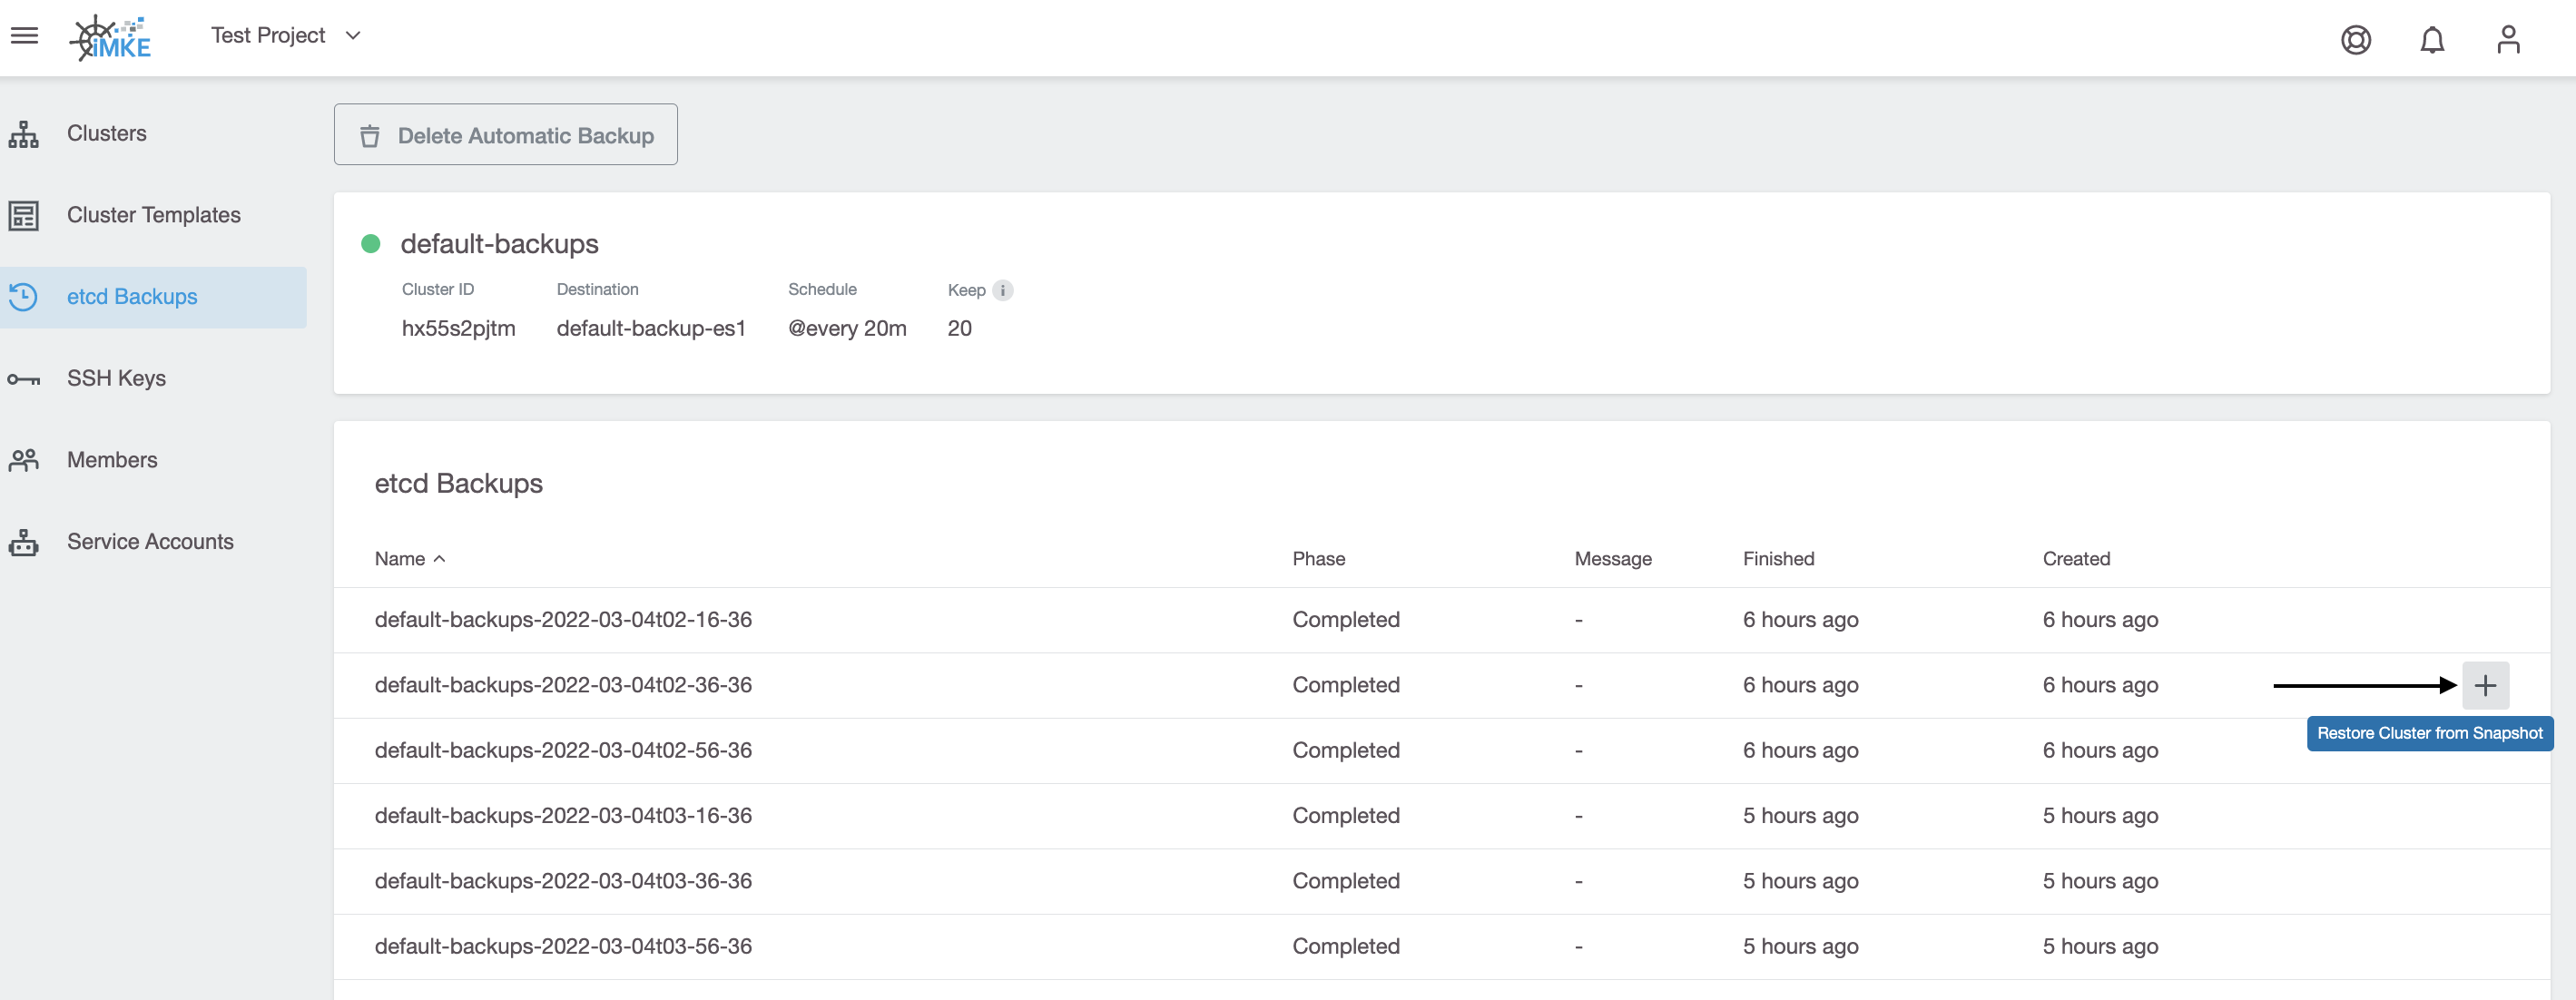 iMKE
Test Project
Clusters
Cluster Templates
etcd Backups
SSH Keys
Members
Service Accounts
Delete Automatic Backup
default-backups
Cluster ID Destination Schedule Keep i
hx55s2pjtm default-backup-es1 @every 20m 20
etcd Backups
Name Phase Message Finished Created
default-backups-2022-03-04t02-16-36 Completed - 6 hours ago 6 hours ago
default-backups-2022-03-04t02-36-36 Completed - 6 hours ago 6 hours ago
Restore Cluster from Snapshot
default-backups-2022-03-04t02-56-36 Completed - 6 hours ago 6 hours ago
default-backups-2022-03-04t03-16-36 Completed - 5 hours ago 5 hours ago
default-backups-2022-03-04t03-36-36 Completed - 5 hours ago 5 hours ago
default-backups-2022-03-04t03-56-36 Completed - 5 hours ago 5 hours ago